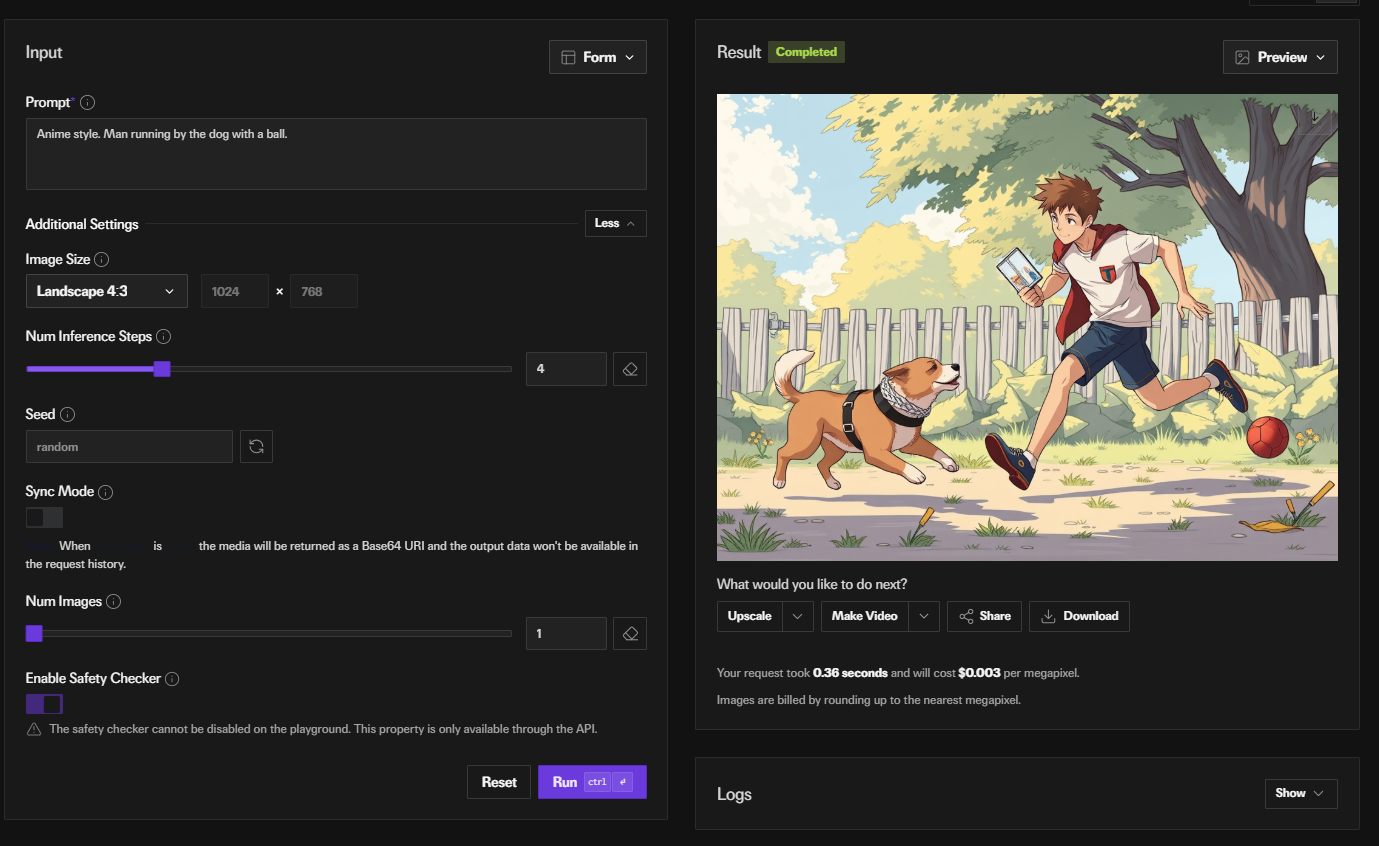 Input
Form
Prompt*
Anime style. Man running by the dog with a ball.
Additional Settings
Less
Image Size
Landscape 4:3
1024 × 768
Num Inference Steps
4
Seed
random
Sync Mode
When is the media will be returned as a Base64 URI and the output data won't be available in
the request history.
Num Images
1
Enable Safety Checker
The safety checker cannot be disabled on the playground. This property is only available through the API.
Reset
Run ctrl ↵
Result
Completed
Preview
What would you like to do next?
Upscale
Make Video
Share
Download
Your request took 0.36 seconds and will cost $0.003 per megapixel.
Images are billed by rounding up to the nearest megapixel.
Logs
Show